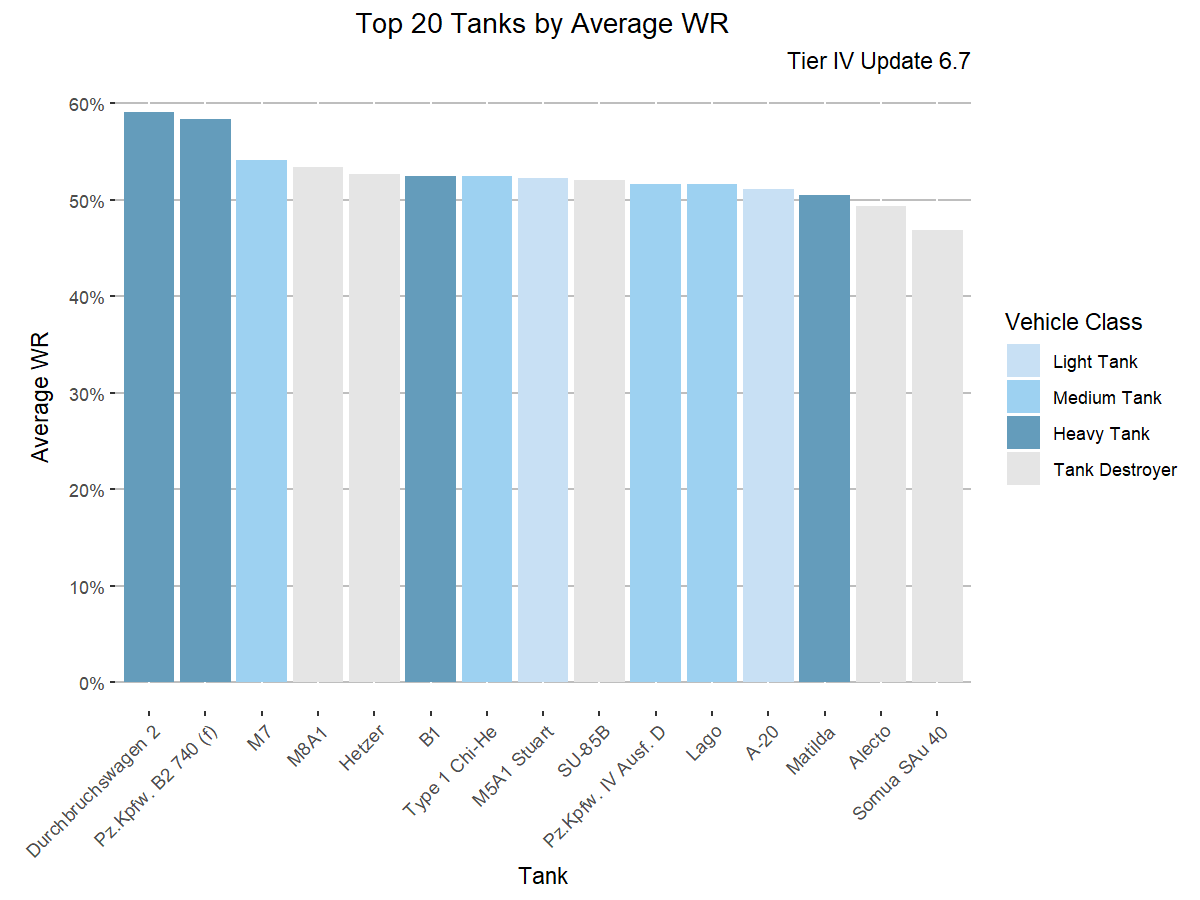 Top 20 Tanks by Average WR
Tier IV Update 6.7
60%
50%
40%
30%
20%
10%
0%
Average WR
Durchbruchswagen 2
Pz.Kpfw. B2 740 (f)
M7
M8A1
Hetzer
B1
Type 1 Chi-He
M5A1 Stuart
SU-85B
Pz.Kpfw. IV Ausf. D
Lago
A-20
Matilda
Alecto
Somua SAu 40
Tank
Vehicle Class
Light Tank
Medium Tank
Heavy Tank
Tank Destroyer